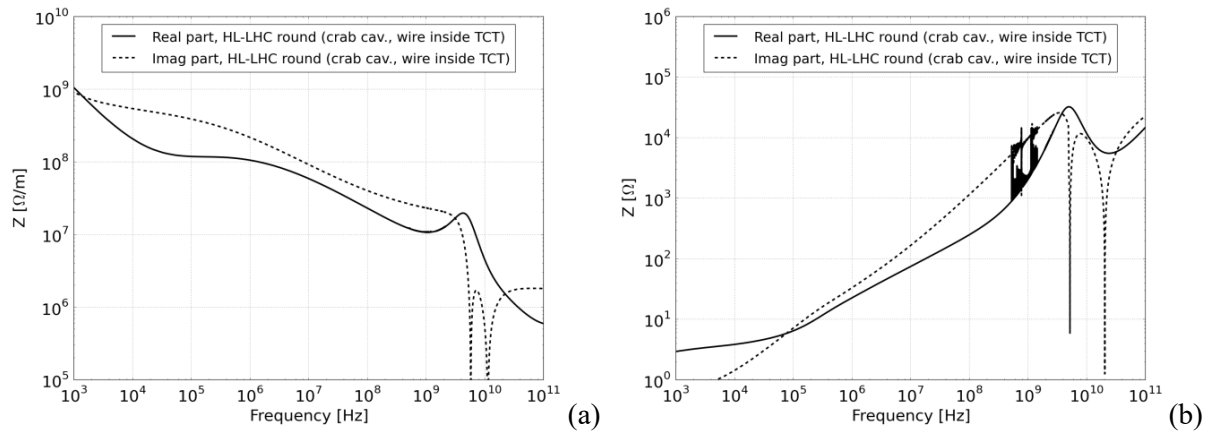 10^10
Real part, HL-LHC round (crab cav., wire inside TCT)
Imag part, HL-LHC round (crab cav., wire inside TCT)
10^9
10^8
10^7
10^6
10^5
Z [Ω/m]
10^3 10^4 10^5 10^6 10^7 10^8 10^9 10^10 10^11
Frequency [Hz]
(a)
10^6
Real part, HL-LHC round (crab cav., wire inside TCT)
Imag part, HL-LHC round (crab cav., wire inside TCT)
10^5
10^4
10^3
10^2
10^1
10^0
Z [Ω]
10^3 10^4 10^5 10^6 10^7 10^8 10^9 10^10 10^11
Frequency [Hz]
(b)